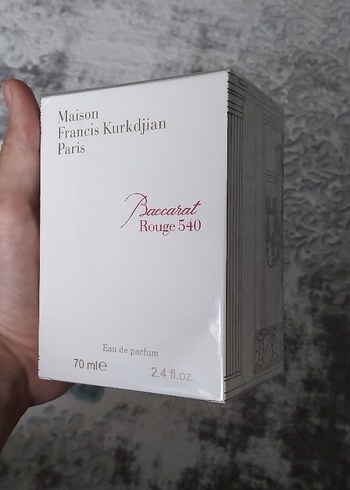 Maison
Francis Kurkdjian
Paris
Baccarat
Rouge 540
Eau de parfum
70 ml℮ 2.4 fl.oz.